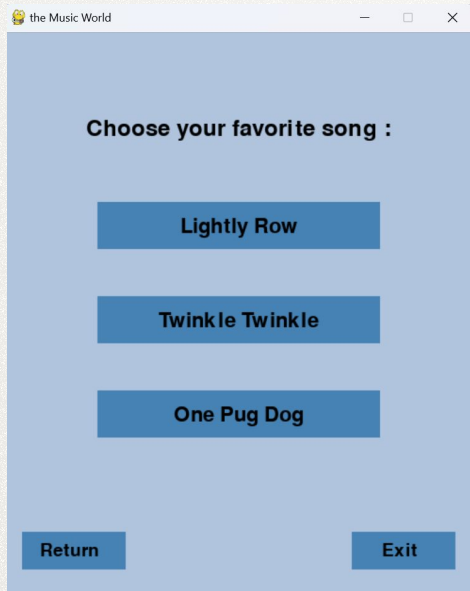 the Music World
Choose your favorite song :
Lightly Row
Twinkle Twinkle
One Pug Dog
Return
Exit